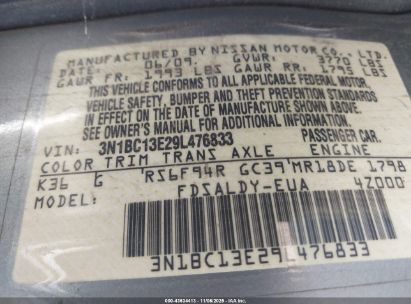 MANUFACTURED BY NISSAN MOTOR CO., LTD.
DATE: 06/09 GVWR: 3770 LBS
GAWR FR: 1993 LBS GAWR RR: 1796 LBS
THIS VEHICLE CONFORMS TO ALL APPLICABLE FEDERAL MOTOR
VEHICLE SAFETY, BUMPER AND THEFT PREVENTION STANDARDS
IN EFFECT ON THE DATE OF MANUFACTURE SHOWN ABOVE.
SEE OWNER'S MANUAL FOR ADDITIONAL INFORMATION
VIN: 3N1BC13E29L476833 PASSENGER CAR
COLOR TRIM TRANS AXLE ENGINE
K36 G RS6F94R GC39 MR18DE 1798
MODEL: FDSALDY-EUA 4Z000
3N1BC13E29L476833